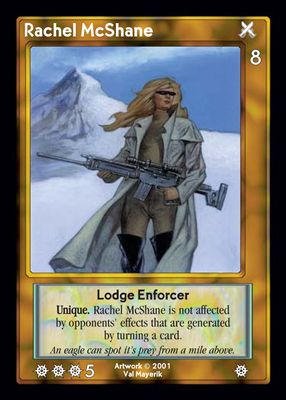 Rachel McShane
8
Lodge Enforcer
Unique. Rachel McShane is not affected
by opponents' effects that are generated
by turning a card.
An eagle can spot it's prey from a mile above.
5
Artwork © 2001
Val Mayerik